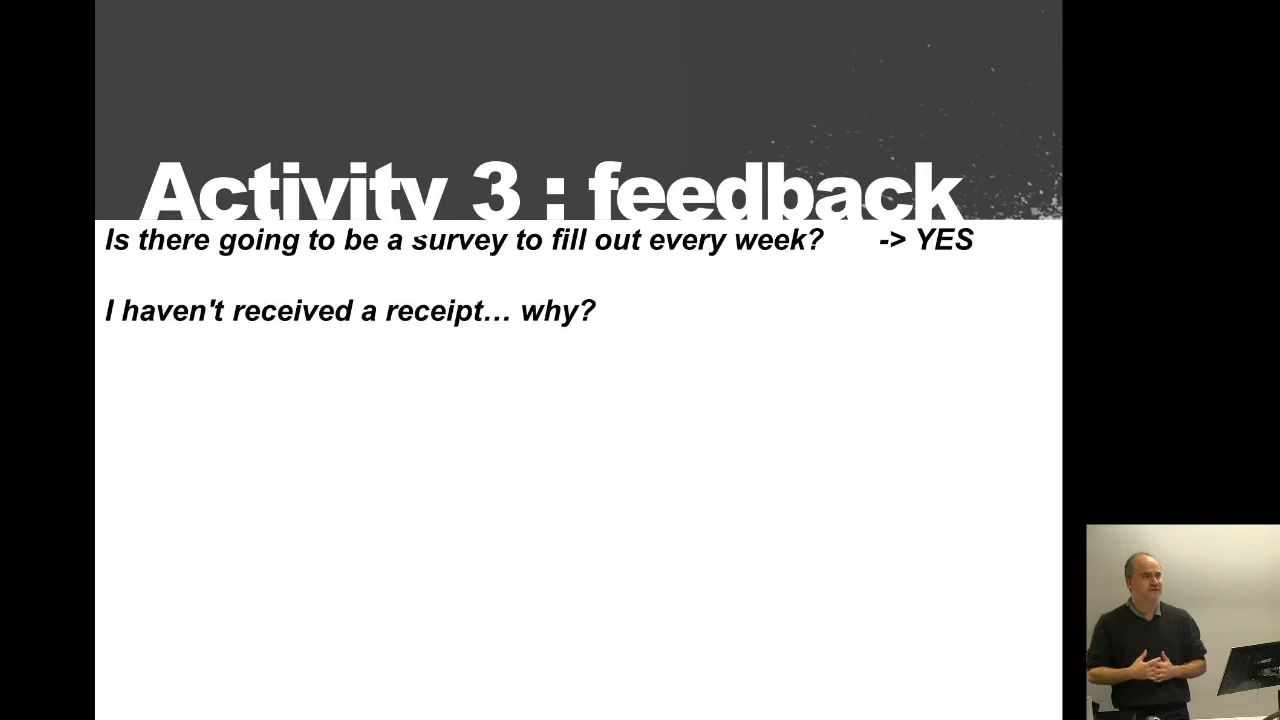 Activity 3 : feedback
Is there going to be a survey to fill out every week? -> YES
I haven't received a receipt… why?